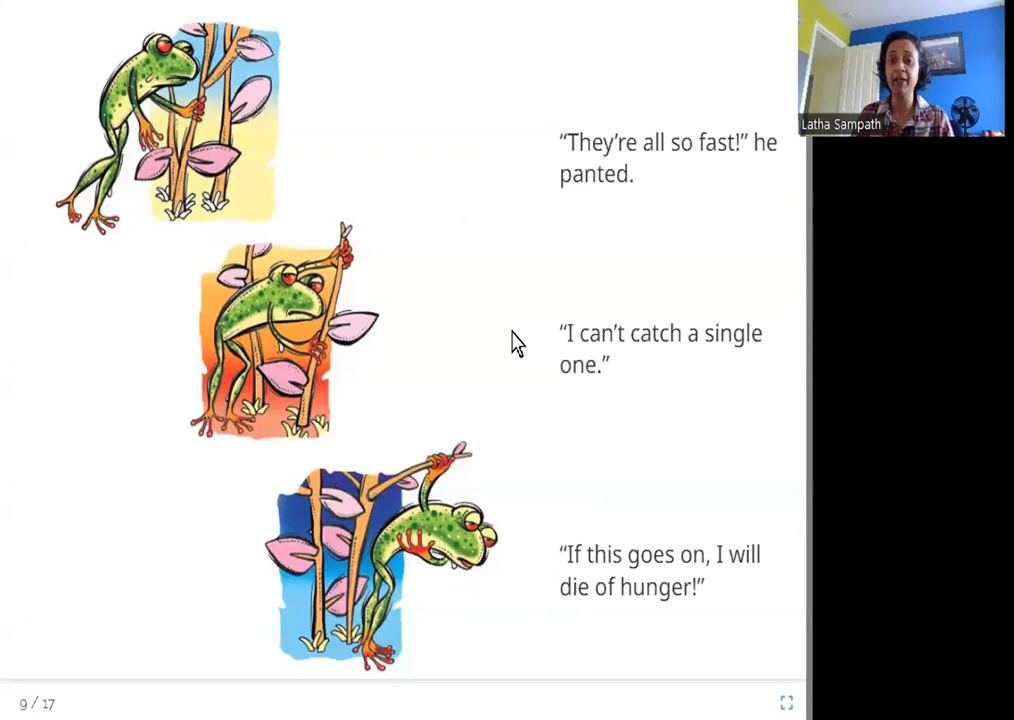 Latha Sampath
“They’re all so fast!” he
panted.
“I can’t catch a single
one.”
“If this goes on, I will
die of hunger!”
9 / 17